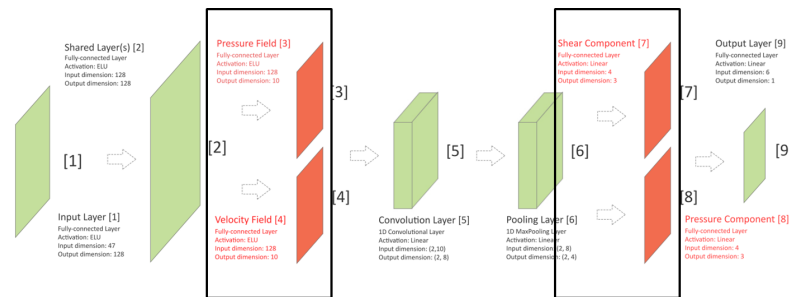 Shared Layer(s) [2]
Fully-connected Layer
Activation: ELU
Input dimension: 128
Output dimension: 128
Pressure Field [3]
Fully-connected Layer
Activation: ELU
Input dimension: 128
Output dimension: 10
Shear Component [7]
Fully-connected Layer
Activation: Linear
Input dimension: 4
Output dimension: 3
Output Layer [9]
Fully-connected Layer
Activation: Linear
Input dimension: 6
Output dimension: 1
[1]
[2]
[3]
[4]
[5]
[6]
[7]
[8]
[9
Input Layer [1]
Fully-connected Layer
Activation: ELU
Input dimension: 47
Output dimension: 128
Velocity Field [4]
Fully-connected Layer
Activation: ELU
Input dimension: 128
Output dimension: 10
Convolution Layer [5]
1D Convolutional Layer
Activation: Linear
Input dimension: (2,10)
Output dimension: (2, 8)
Pooling Layer [6]
1D MaxPooling Layer
Activation: Linear
Input dimension: (2, 8)
Output dimension: (2, 4)
Pressure Component [8]
Fully-connected Layer
Activation: Linear
Input dimension: 4
Output dimension: 3